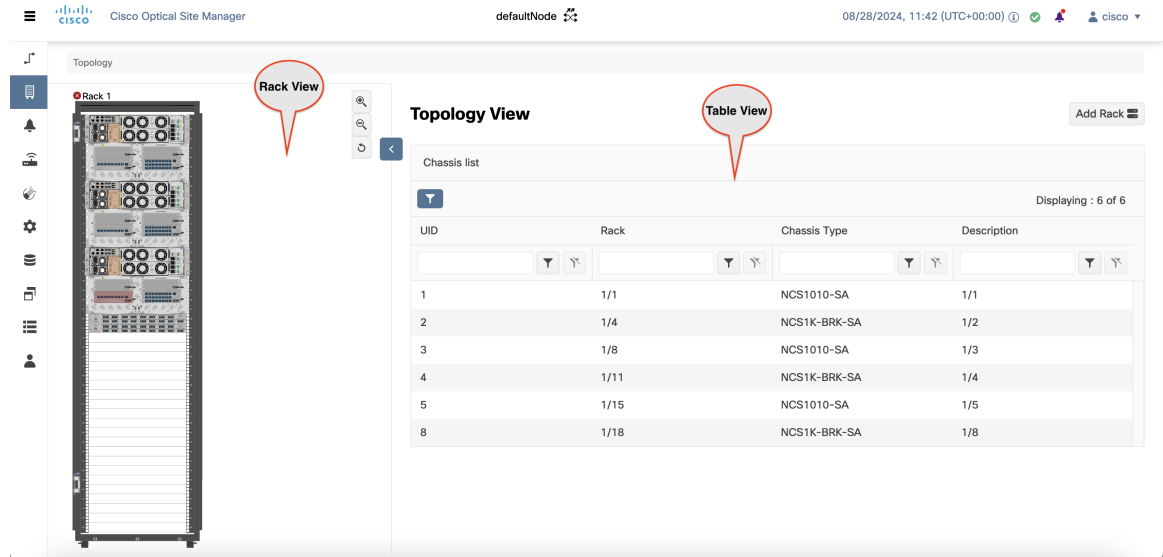 cisco Cisco Optical Site Manager defaultNode 08/28/2024, 11:42 (UTC+00:00) cisco
Topology
Rack View
Rack 1
Topology View
Table View
Add Rack
Chassis list
Displaying : 6 of 6
UID Rack Chassis Type Description
1 1/1 NCS1010-SA 1/1
2 1/4 NCS1K-BRK-SA 1/2
3 1/8 NCS1010-SA 1/3
4 1/11 NCS1K-BRK-SA 1/4
5 1/15 NCS1010-SA 1/5
8 1/18 NCS1K-BRK-SA 1/8